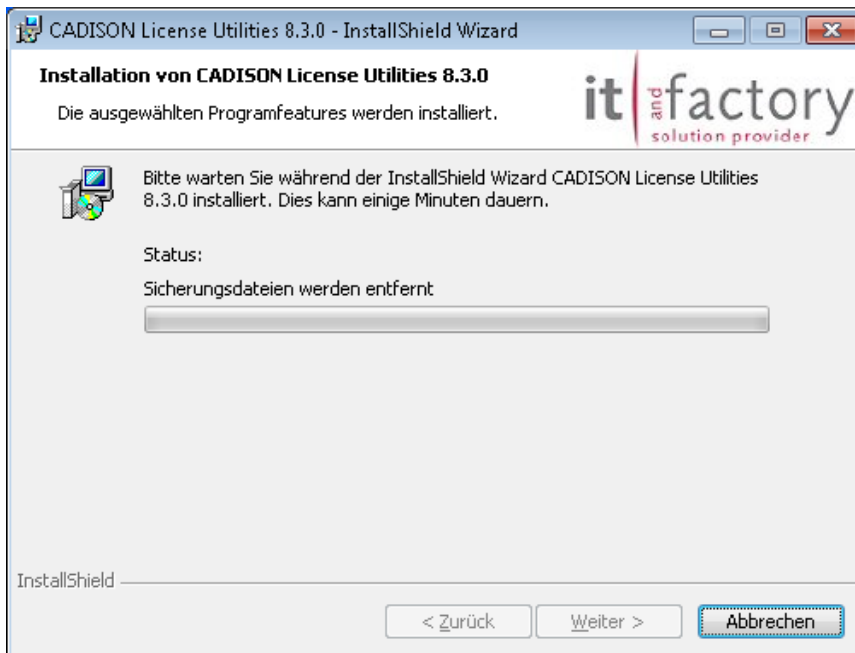 CADISON License Utilities 8.3.0 - InstallShield Wizard
Installation von CADISON License Utilities 8.3.0
Die ausgewählten Programfeatures werden installiert.
it and factory
solution provider
Bitte warten Sie während der InstallShield Wizard CADISON License Utilities
8.3.0 installiert. Dies kann einige Minuten dauern.
Status:
Sicherungsdateien werden entfernt
InstallShield
< Zurück Weiter > Abbrechen